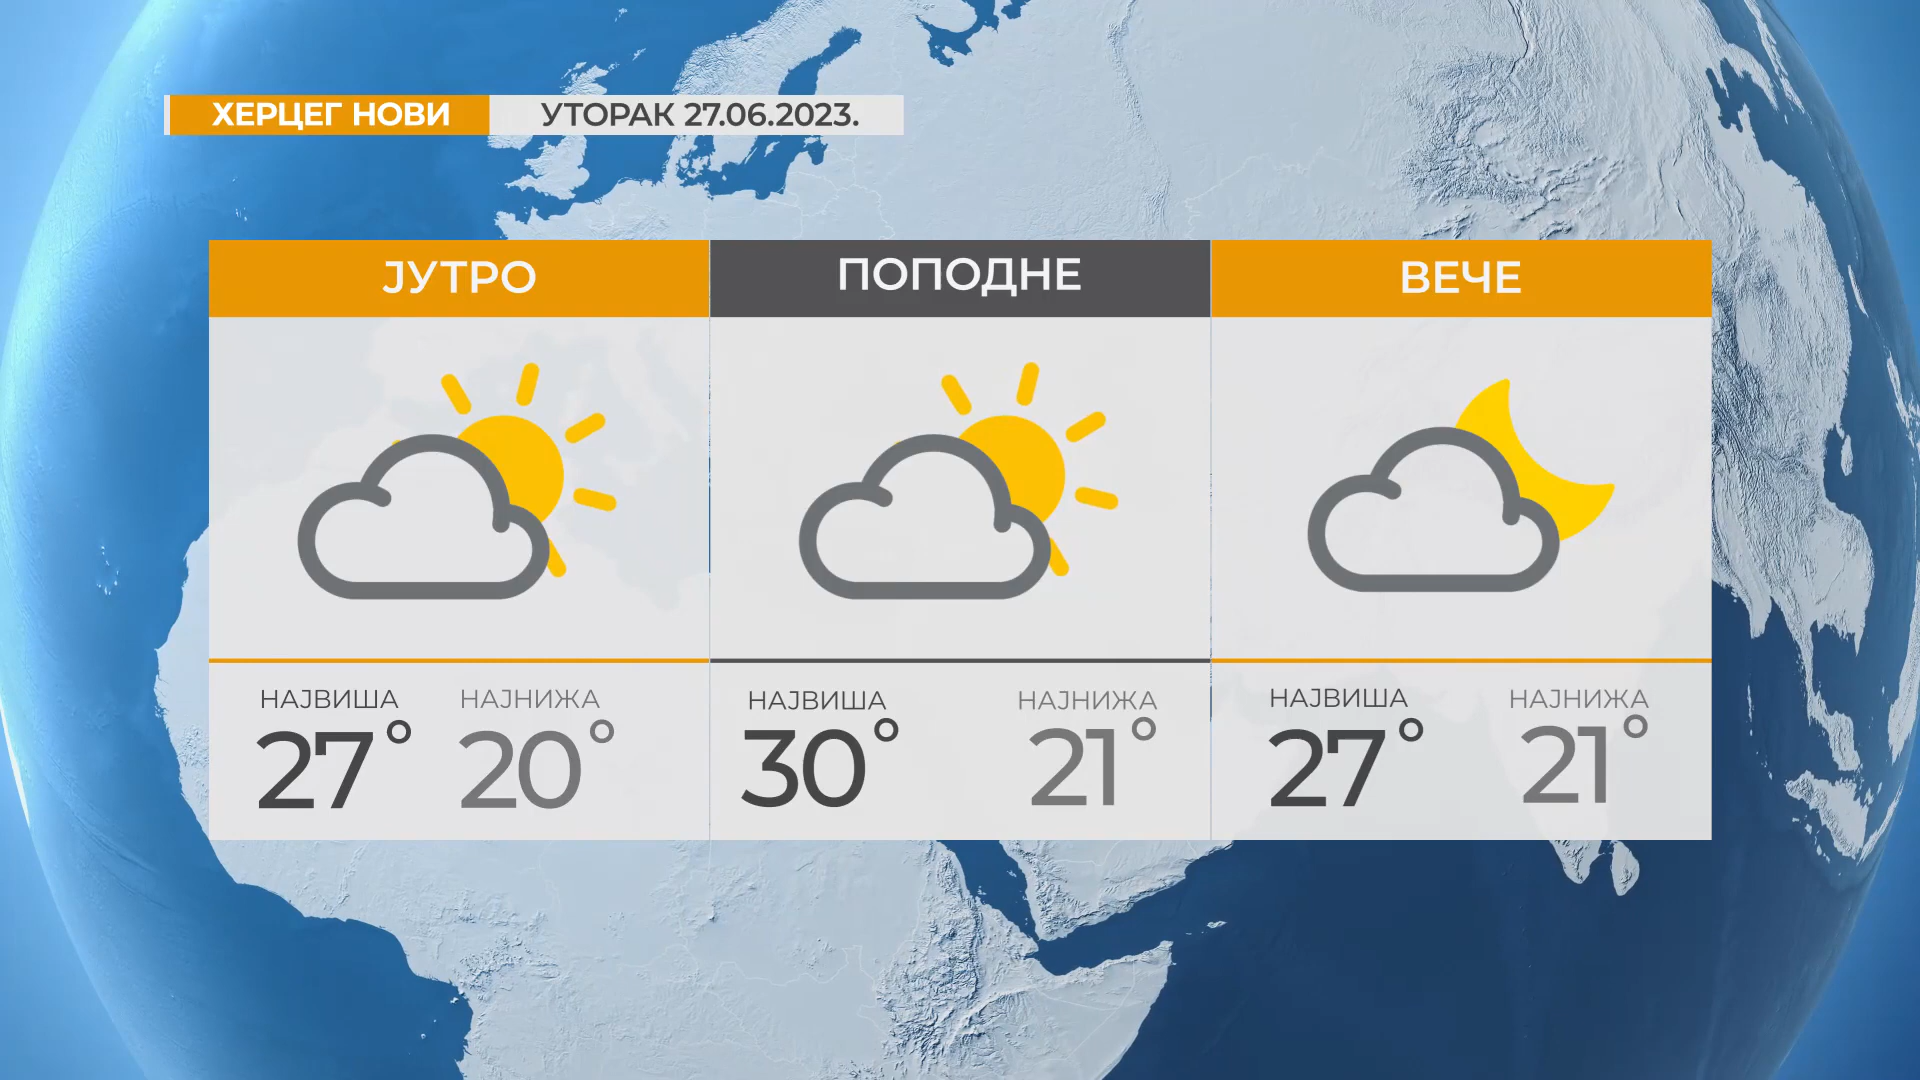 ХЕРЦЕГ НОВИ УТОРАК 27.06.2023.
ЈУТРО
НАЈВИША НАЈНИЖА
27° 20°
ПОПОДНЕ
НАЈВИША НАЈНИЖА
30° 21°
ВЕЧЕ
НАЈВИША НАЈНИЖА
27° 21°